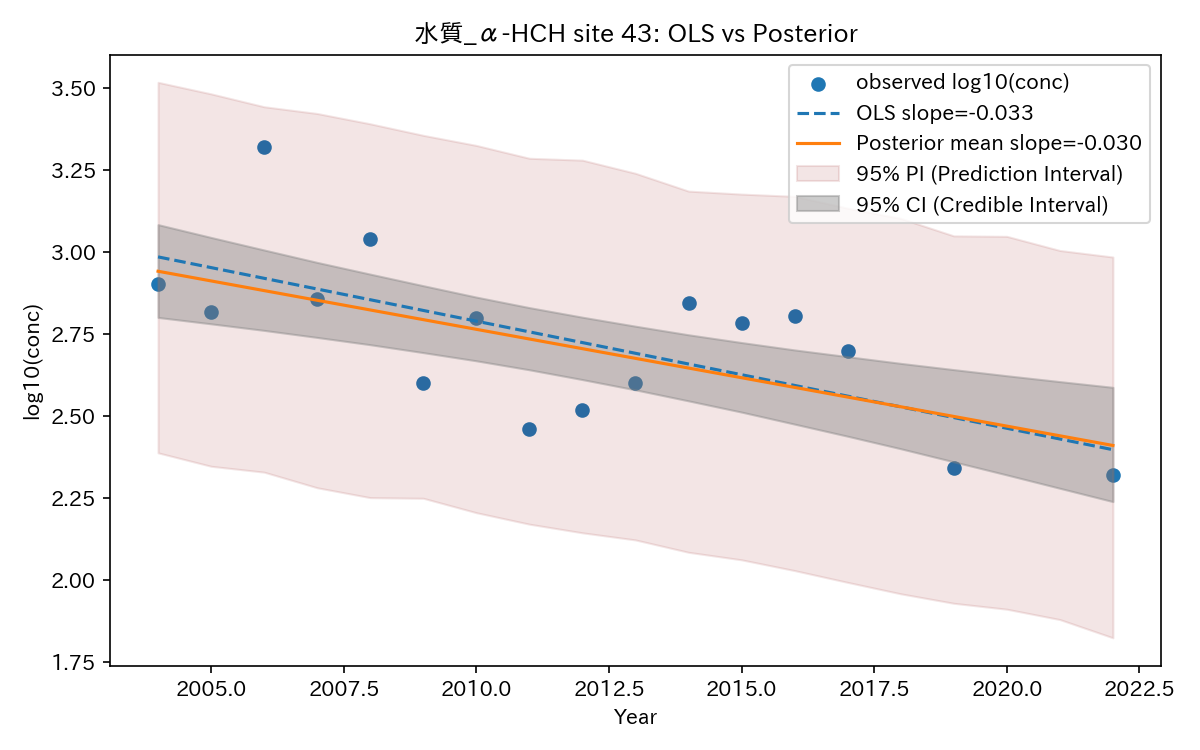 水質_α-HCH site 43: OLS vs Posterior
observed log10(conc)
OLS slope=-0.033
Posterior mean slope=-0.030
95% PI (Prediction Interval)
95% CI (Credible Interval)
log10(conc)
3.50
3.25
3.00
2.75
2.50
2.25
2.00
1.75
2005.0 2007.5 2010.0 2012.5 2015.0 2017.5 2020.0 2022.5
Year